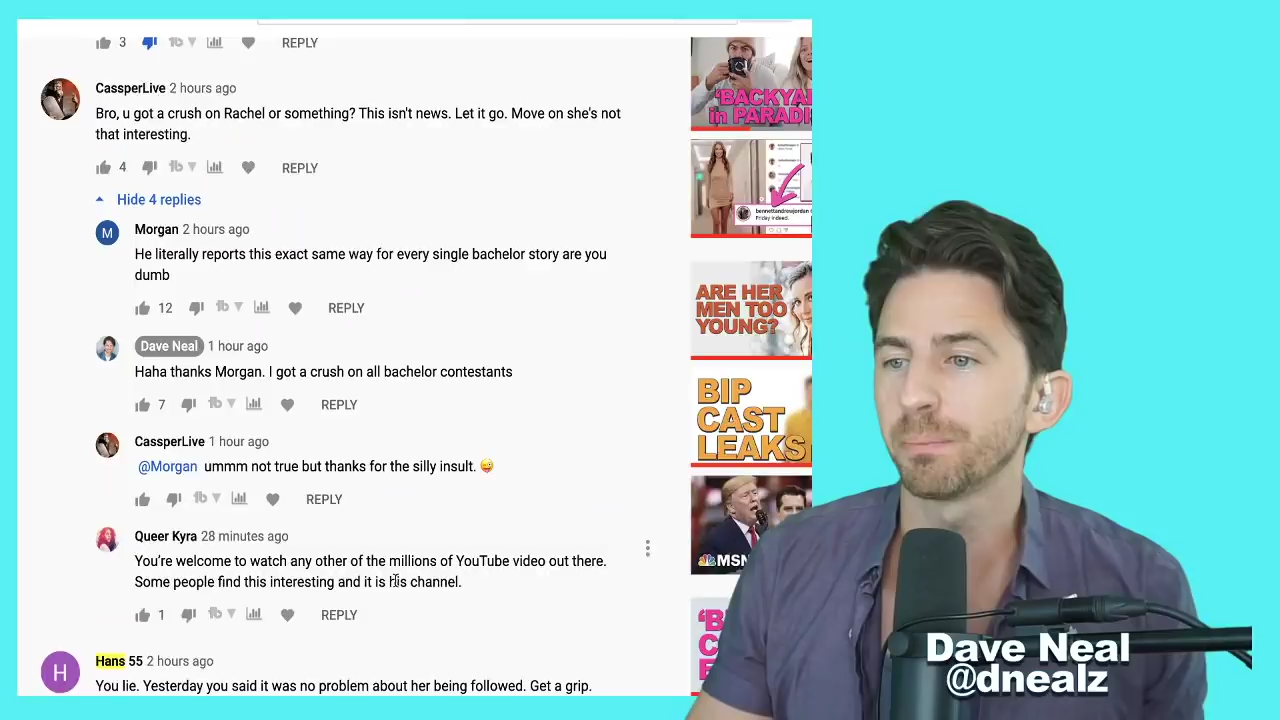 3 REPLY
CassperLive 2 hours ago
Bro, u got a crush on Rachel or something? This isn't news. Let it go. Move on she's not
that interesting.
4 REPLY
Hide 4 replies
M
Morgan 2 hours ago
He literally reports this exact same way for every single bachelor story are you
dumb
12 REPLY
Dave Neal 1 hour ago
Haha thanks Morgan. I got a crush on all bachelor contestants
7 REPLY
CassperLive 1 hour ago
@Morgan ummm not true but thanks for the silly insult. 😜
REPLY
Queer Kyra 28 minutes ago
You're welcome to watch any other of the millions of YouTube video out there.
Some people find this interesting and it is his channel.
1 REPLY
H
Hans 55 2 hours ago
You lie. Yesterday you said it was no problem about her being followed. Get a grip.
in
bennettandrewjordan
Friday indeed.
ARE HER
MEN TOO
YOUNG?
BIP
CAST
LEAKS
Dave Neal
@dnealz